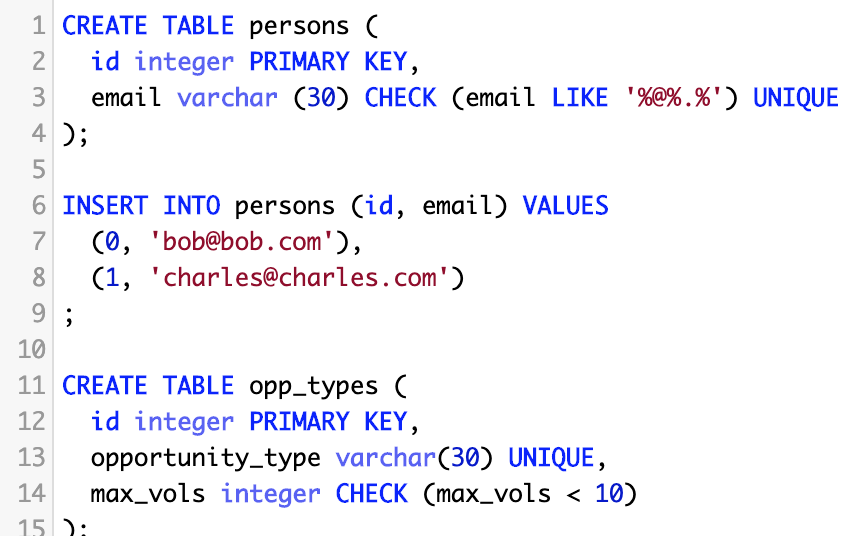 1 CREATE TABLE persons (
2   id integer PRIMARY KEY,
3   email varchar (30) CHECK (email LIKE '%@%.%') UNIQUE
4 );
5
6 INSERT INTO persons (id, email) VALUES
7   (0, 'bob@bob.com'),
8   (1, 'charles@charles.com')
9 ;
10
11 CREATE TABLE opp_types (
12   id integer PRIMARY KEY,
13   opportunity_type varchar(30) UNIQUE,
14   max_vols integer CHECK (max_vols < 10)
15 );